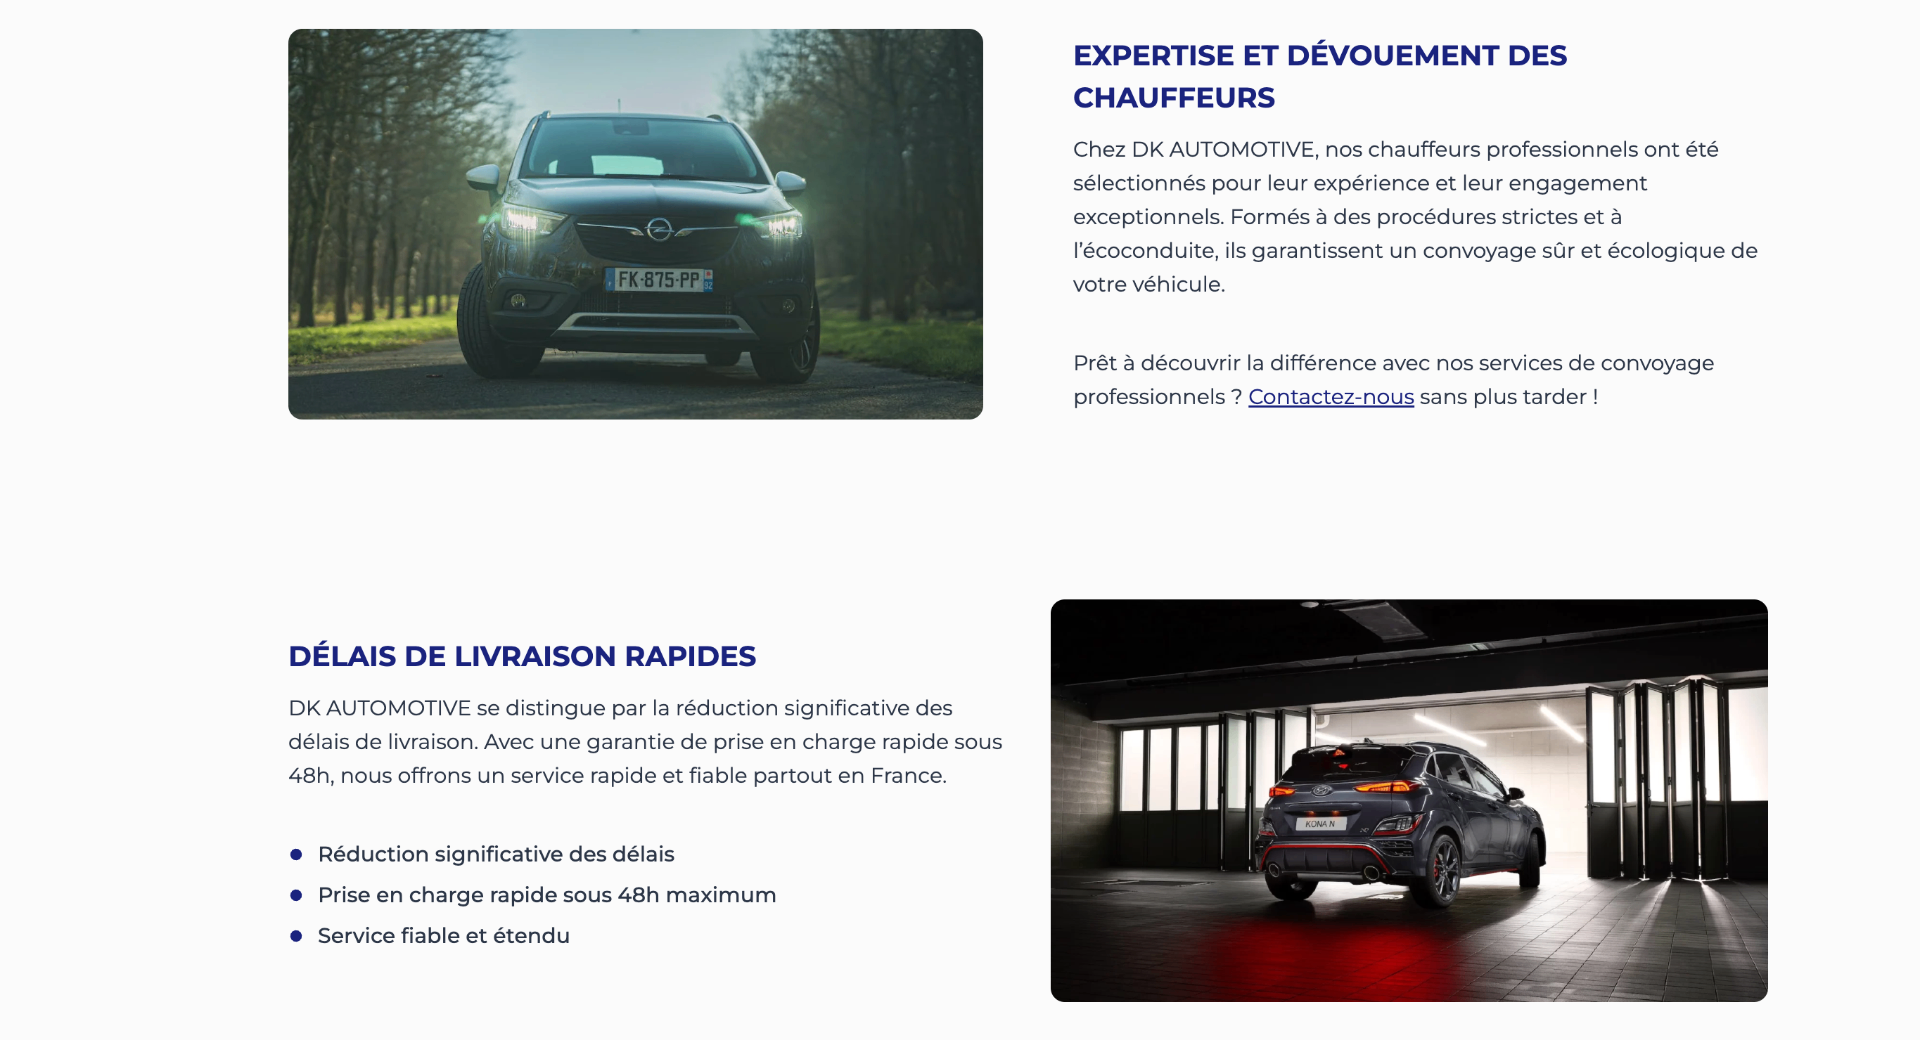 EXPERTISE ET DÉVOUEMENT DES
CHAUFFEURS
Chez DK AUTOMOTIVE, nos chauffeurs professionnels ont été
sélectionnés pour leur expérience et leur engagement
exceptionnels. Formés à des procédures strictes et à
l’écoconduite, ils garantissent un convoyage sûr et écologique de
votre véhicule.
Prêt à découvrir la différence avec nos services de convoyage
professionnels ? Contactez-nous sans plus tarder !
FK-875-PP
F
92
DÉLAIS DE LIVRAISON RAPIDES
DK AUTOMOTIVE se distingue par la réduction significative des
délais de livraison. Avec une garantie de prise en charge rapide sous
48h, nous offrons un service rapide et fiable partout en France.
Réduction significative des délais
Prise en charge rapide sous 48h maximum
Service fiable et étendu
KONA N